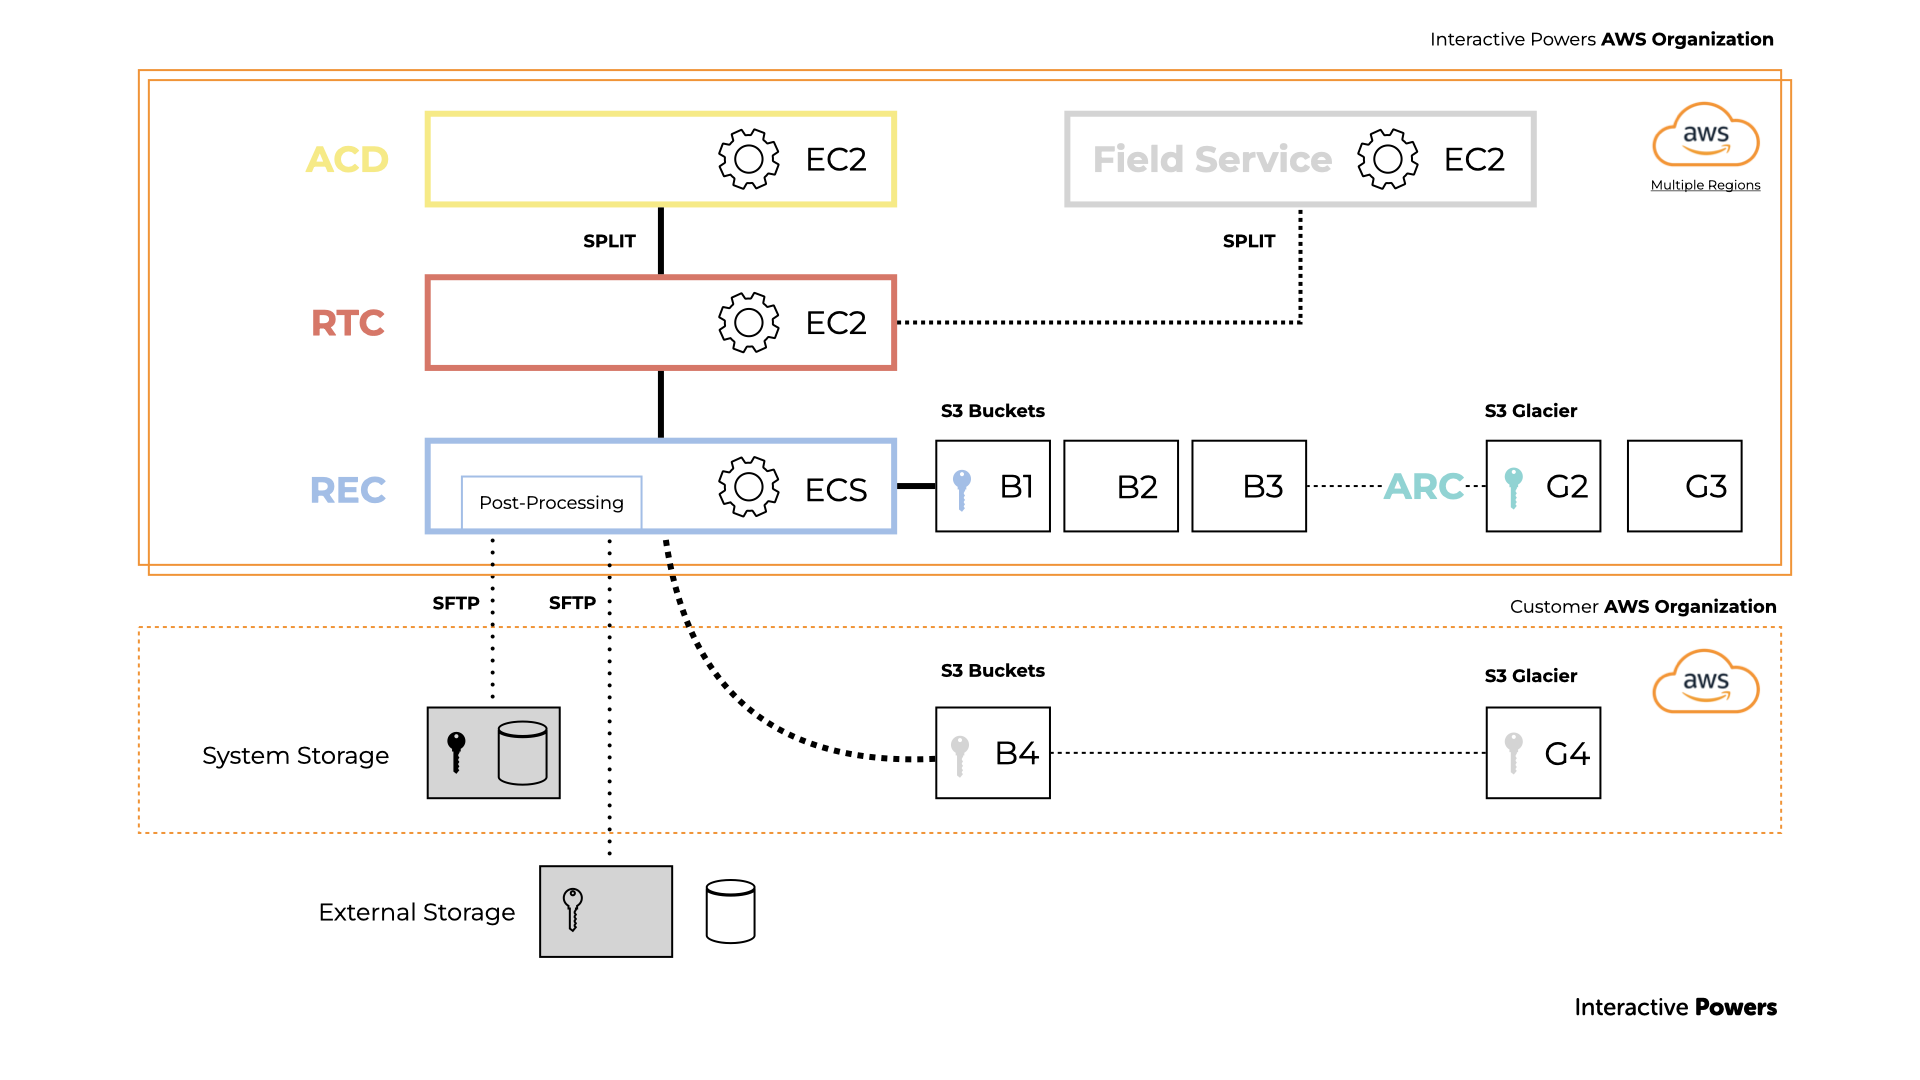 Interactive Powers AWS Organization
ACD
EC2
Field Service
EC2
aws
Multiple Regions
SPLIT
SPLIT
RTC
EC2
S3 Buckets
S3 Glacier
REC
Post-Processing
ECS
B1
B2
B3
ARC
G2
G3
SFTP
SFTP
Customer AWS Organization
S3 Buckets
S3 Glacier
aws
System Storage
B4
G4
External Storage
Interactive Powers